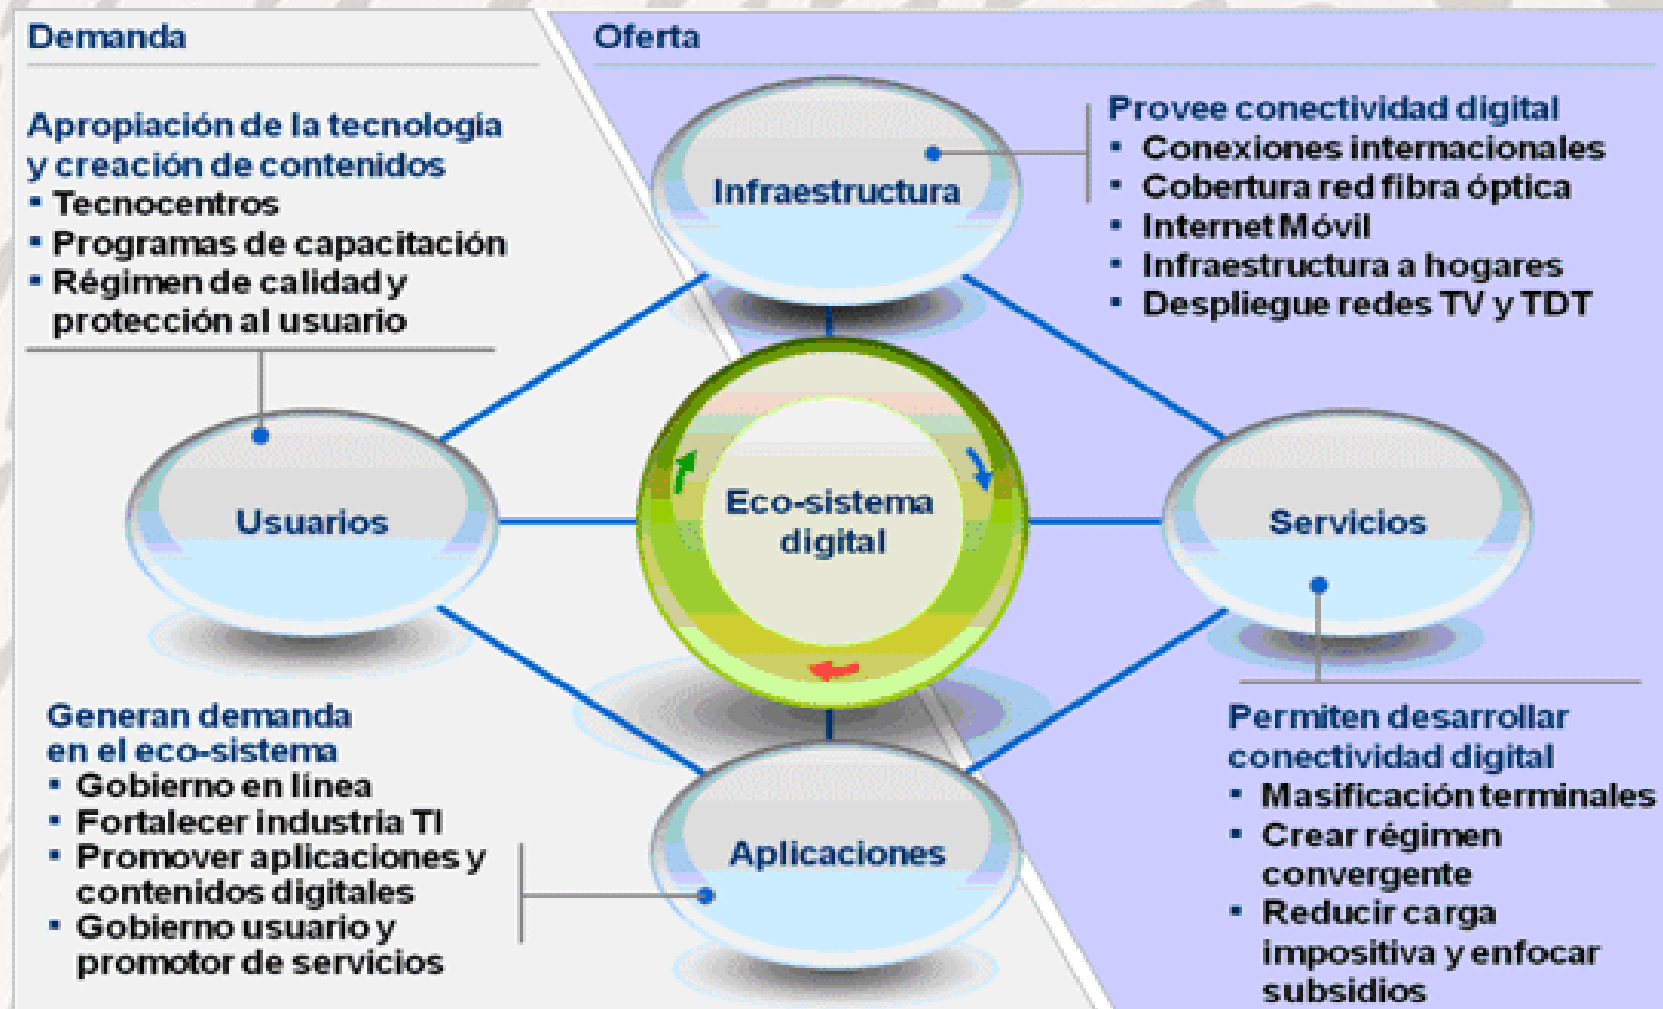 Demanda
Apropiación de la tecnología
y creación de contenidos
▪ Tecnocentros
▪ Programas de capacitación
▪ Régimen de calidad y
protección al usuario
Oferta
Infraestructura
Provee conectividad digital
▪ Conexiones internacionales
▪ Cobertura red fibra óptica
▪ Internet Móvil
▪ Infraestructura a hogares
▪ Despliegue redes TV y TDT
Usuarios
Eco-sistema
digital
Servicios
Generan demanda
en el eco-sistema
▪ Gobierno en línea
▪ Fortalecer industria TI
▪ Promover aplicaciones y
contenidos digitales
▪ Gobierno usuario y
promotor de servicios
Aplicaciones
Permiten desarrollar
conectividad digital
▪ Masificación terminales
▪ Crear régimen
convergente
▪ Reducir carga
impositiva y enfocar
subsidios